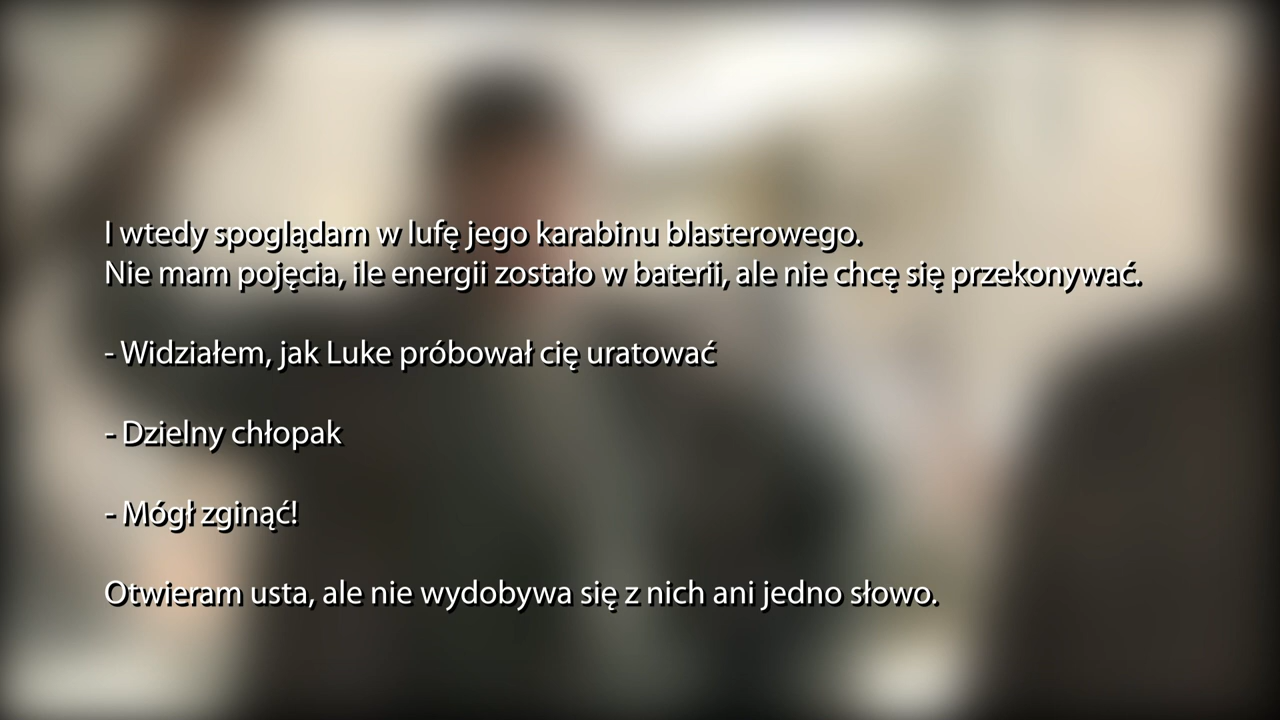 I wtedy spoglądam w lufę jego karabinu blasterowego.
Nie mam pojęcia, ile energii zostało w baterii, ale nie chcę się przekonywać.
- Widziałem, jak Luke próbował cię uratować
- Dzielny chłopak
- Mógł zginąć!
Otwieram usta, ale nie wydobywa się z nich ani jedno słowo.